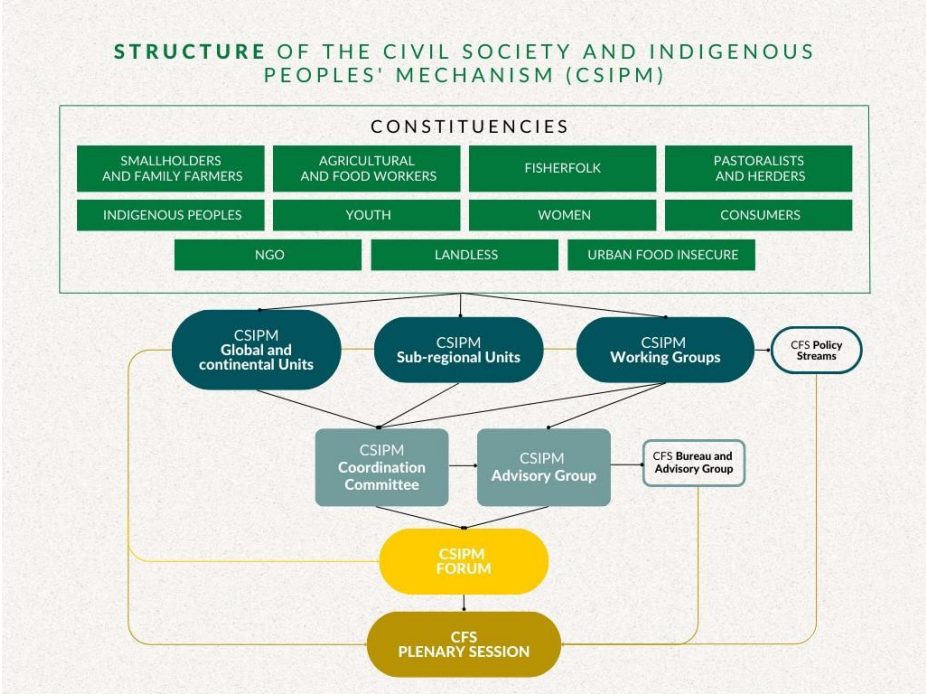 STRUCTURE OF THE CIVIL SOCIETY AND INDIGENOUS
PEOPLES' MECHANISM (CSIPM)
CONSTITUENCIES
SMALLHOLDERS
AND FAMILY FARMERS
AGRICULTURAL
AND FOOD WORKERS
FISHERFOLK
PASTORALISTS
AND HERDERS
INDIGENOUS PEOPLES
YOUTH
WOMEN
CONSUMERS
NGO
LANDLESS
URBAN FOOD INSECURE
CSIPM
Global and
continental Units
CSIPM
Sub-regional Units
CSIPM
Working Groups
CFS Policy
Streams
CSIPM
Coordination
Committee
CSIPM
Advisory Group
CFS Bureau and
Advisory Group
CSIPM
FORUM
CFS
PLENARY SESSION